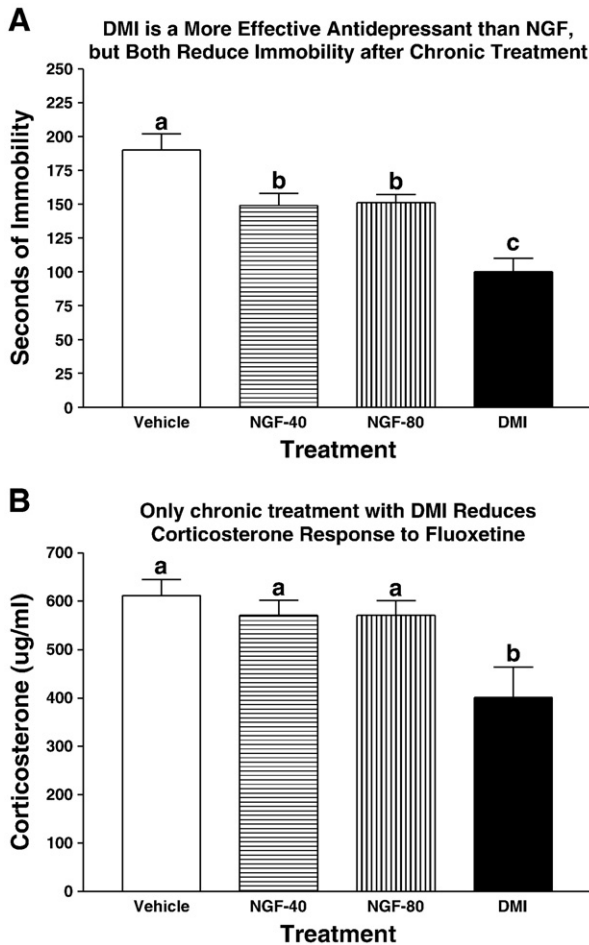 A
DMI is a More Effective Antidepressant than NGF,
but Both Reduce Immobility after Chronic Treatment
Seconds of Immobility
250
225
200
175
150
125
100
75
50
25
0
a
b
b
c
Vehicle
NGF-40
NGF-80
DMI
Treatment
B
Only chronic treatment with DMI Reduces
Corticosterone Response to Fluoxetine
Corticosterone (ug/ml)
700
600
500
400
300
200
100
0
a
a
a
b
Vehicle
NGF-40
NGF-80
DMI
Treatment